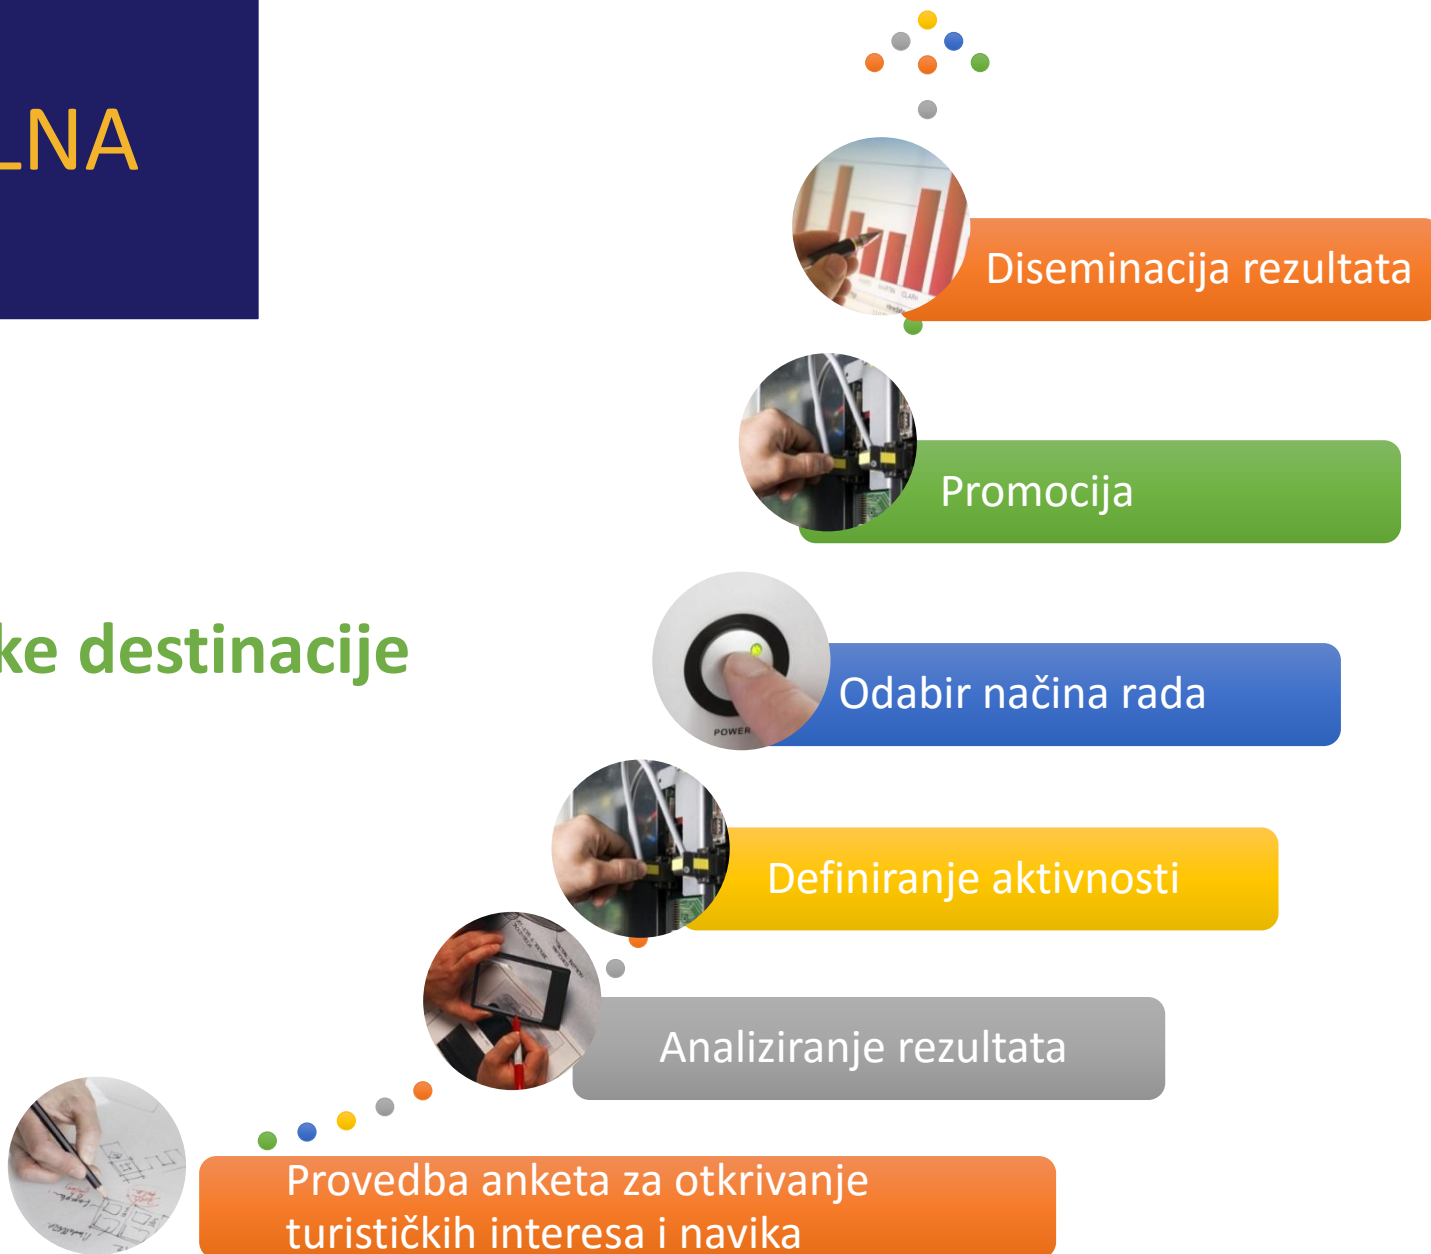 LNA
Diseminacija rezultata
Promocija
ke destinacije
Odabir načina rada
POWER
Definiranje aktivnosti
Analiziranje rezultata
Provedba anketa za otkrivanje
turističkih interesa i navika